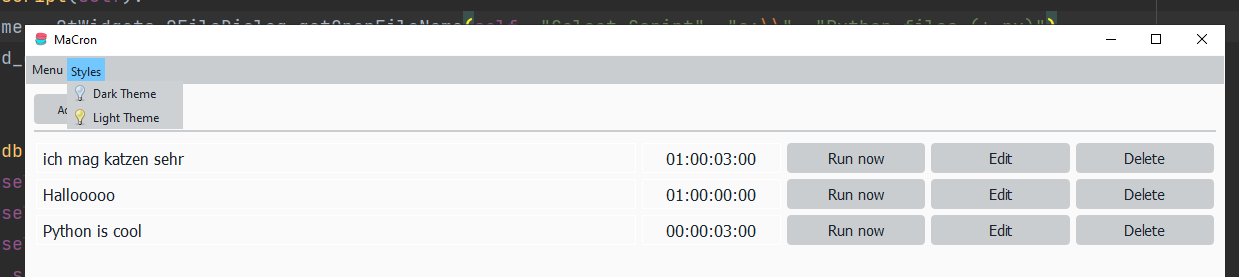 MaCron
Menu Styles
Dark Theme
Light Theme
ich mag katzen sehr 01:00:03:00 Run now Edit Delete
Hallooooo 01:00:00:00 Run now Edit Delete
Python is cool 00:00:03:00 Run now Edit Delete